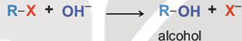 R–X + OH⁻ ⟶ R–OH + X⁻
alcohol